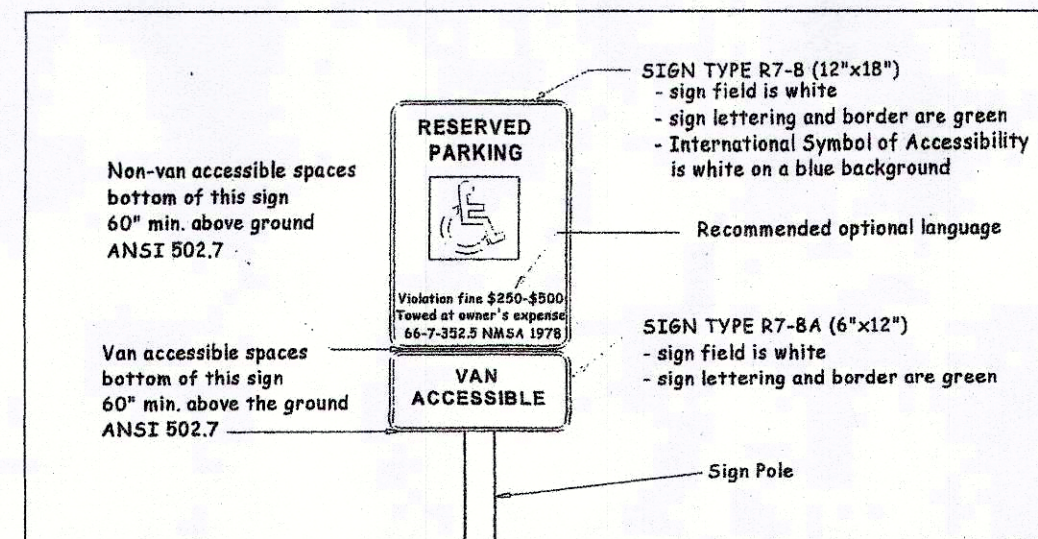 SIGN TYPE R7-8 (12"x18")
- sign field is white
- sign lettering and border are green
- International Symbol of Accessibility
is white on a blue background
RESERVED
PARKING
Non-van accessible spaces
bottom of this sign
60" min. above ground
ANSI 502.7
Recommended optional language
Violation fine $250-$500
Towed at owner's expense
66-7-352.5 NMSA 1978
SIGN TYPE R7-8A (6"x12")
- sign field is white
- sign lettering and border are green
Van accessible spaces
bottom of this sign
60" min. above the ground
ANSI 502.7
VAN
ACCESSIBLE
Sign Pole